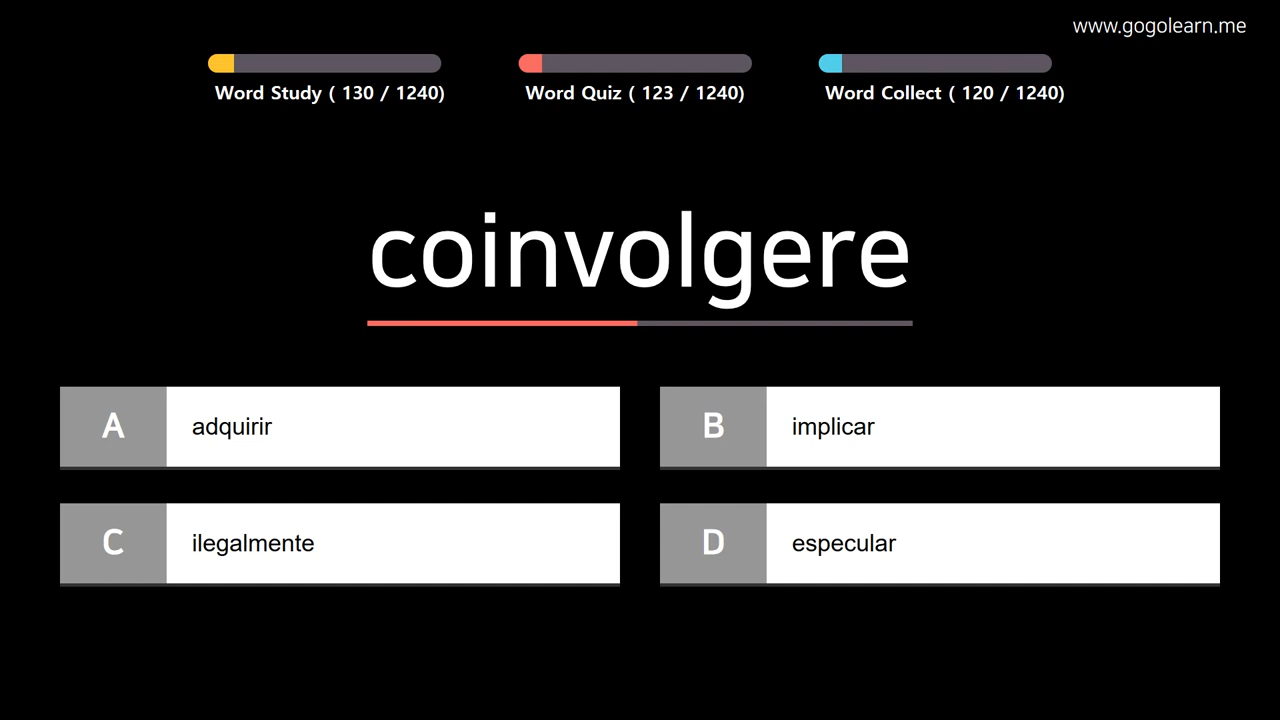 www.gogolearn.me
Word Study ( 130 / 1240)
Word Quiz ( 123 / 1240)
Word Collect ( 120 / 1240)
coinvolgere
A adquirir
B implicar
C ilegalmente
D especular